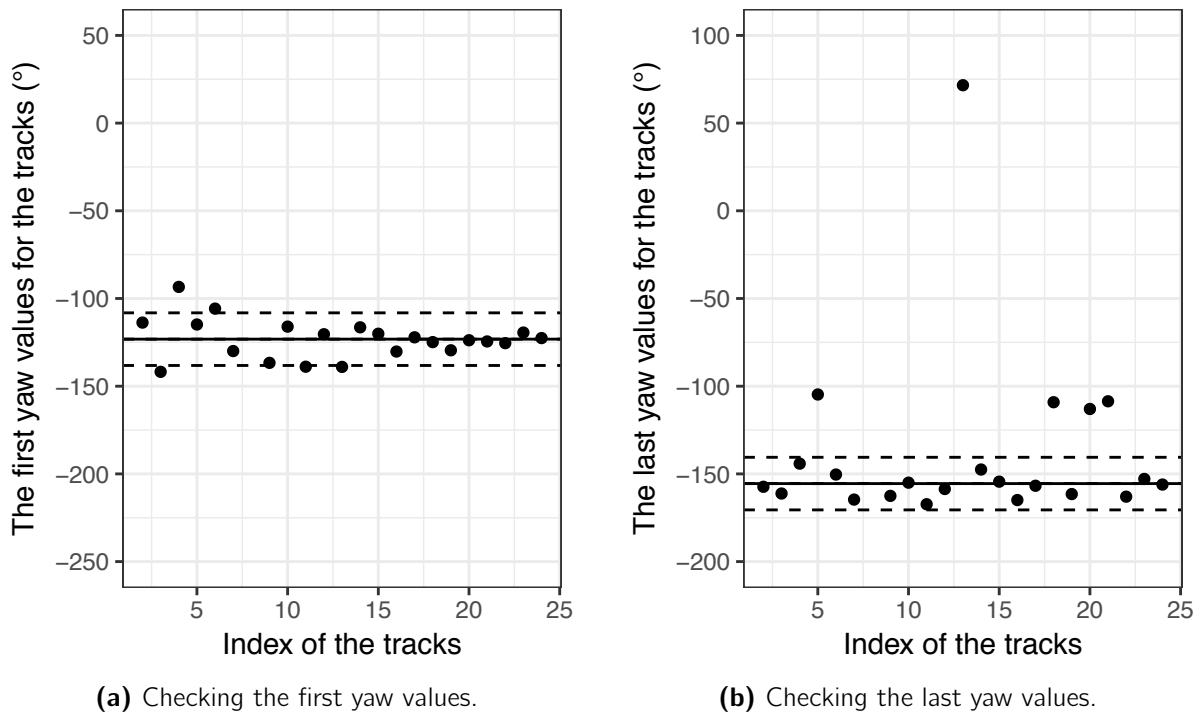 The first yaw values for the tracks (°)
50
0
−50
−100
−150
−200
−250
5 10 15 20 25
Index of the tracks
(a) Checking the first yaw values.
The last yaw values for the tracks (°)
100
50
0
−50
−100
−150
−200
5 10 15 20 25
Index of the tracks
(b) Checking the last yaw values.